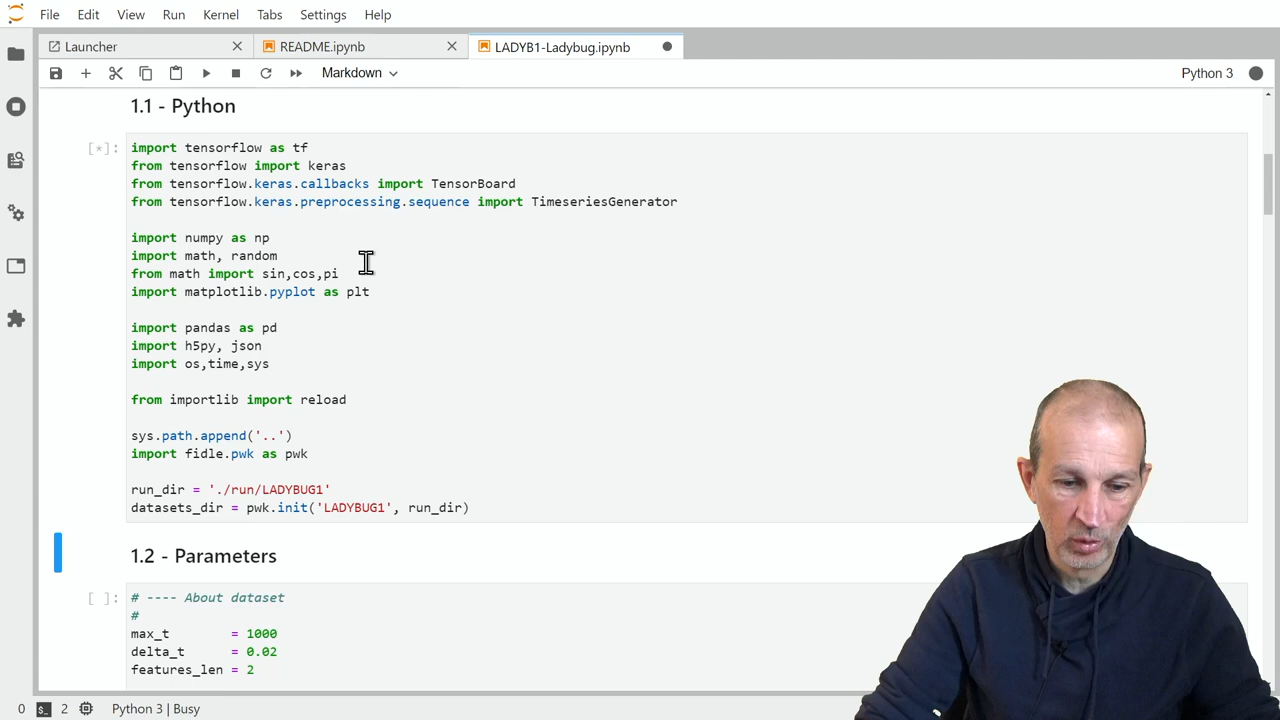 File Edit View Run Kernel Tabs Settings Help
Launcher README.ipynb LADYB1-Ladybug.ipynb
Markdown Python 3
1.1 - Python
[*]:
import tensorflow as tf
from tensorflow import keras
from tensorflow.keras.callbacks import TensorBoard
from tensorflow.keras.preprocessing.sequence import TimeseriesGenerator
import numpy as np
import math, random
from math import sin,cos,pi
import matplotlib.pyplot as plt
import pandas as pd
import h5py, json
import os,time,sys
from importlib import reload
sys.path.append('..')
import fidle.pwk as pwk
run_dir = './run/LADYBUG1'
datasets_dir = pwk.init('LADYBUG1', run_dir)
1.2 - Parameters
[ ]:
# ---- About dataset
#
max_t = 1000
delta_t = 0.02
features_len = 2
0 2 Python 3 | Busy